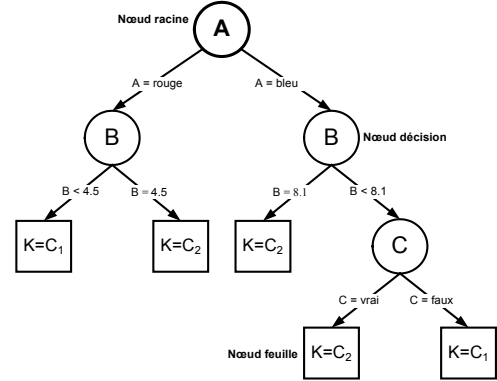 Nœud racine
A
A = rouge
A = bleu
B
B
Nœud décision
B < 4.5
B = 4.5
B = 8.1
B < 8.1
K=C₁
K=C₂
K=C₂
C
C = vrai
C = faux
Nœud feuille
K=C₂
K=C₁